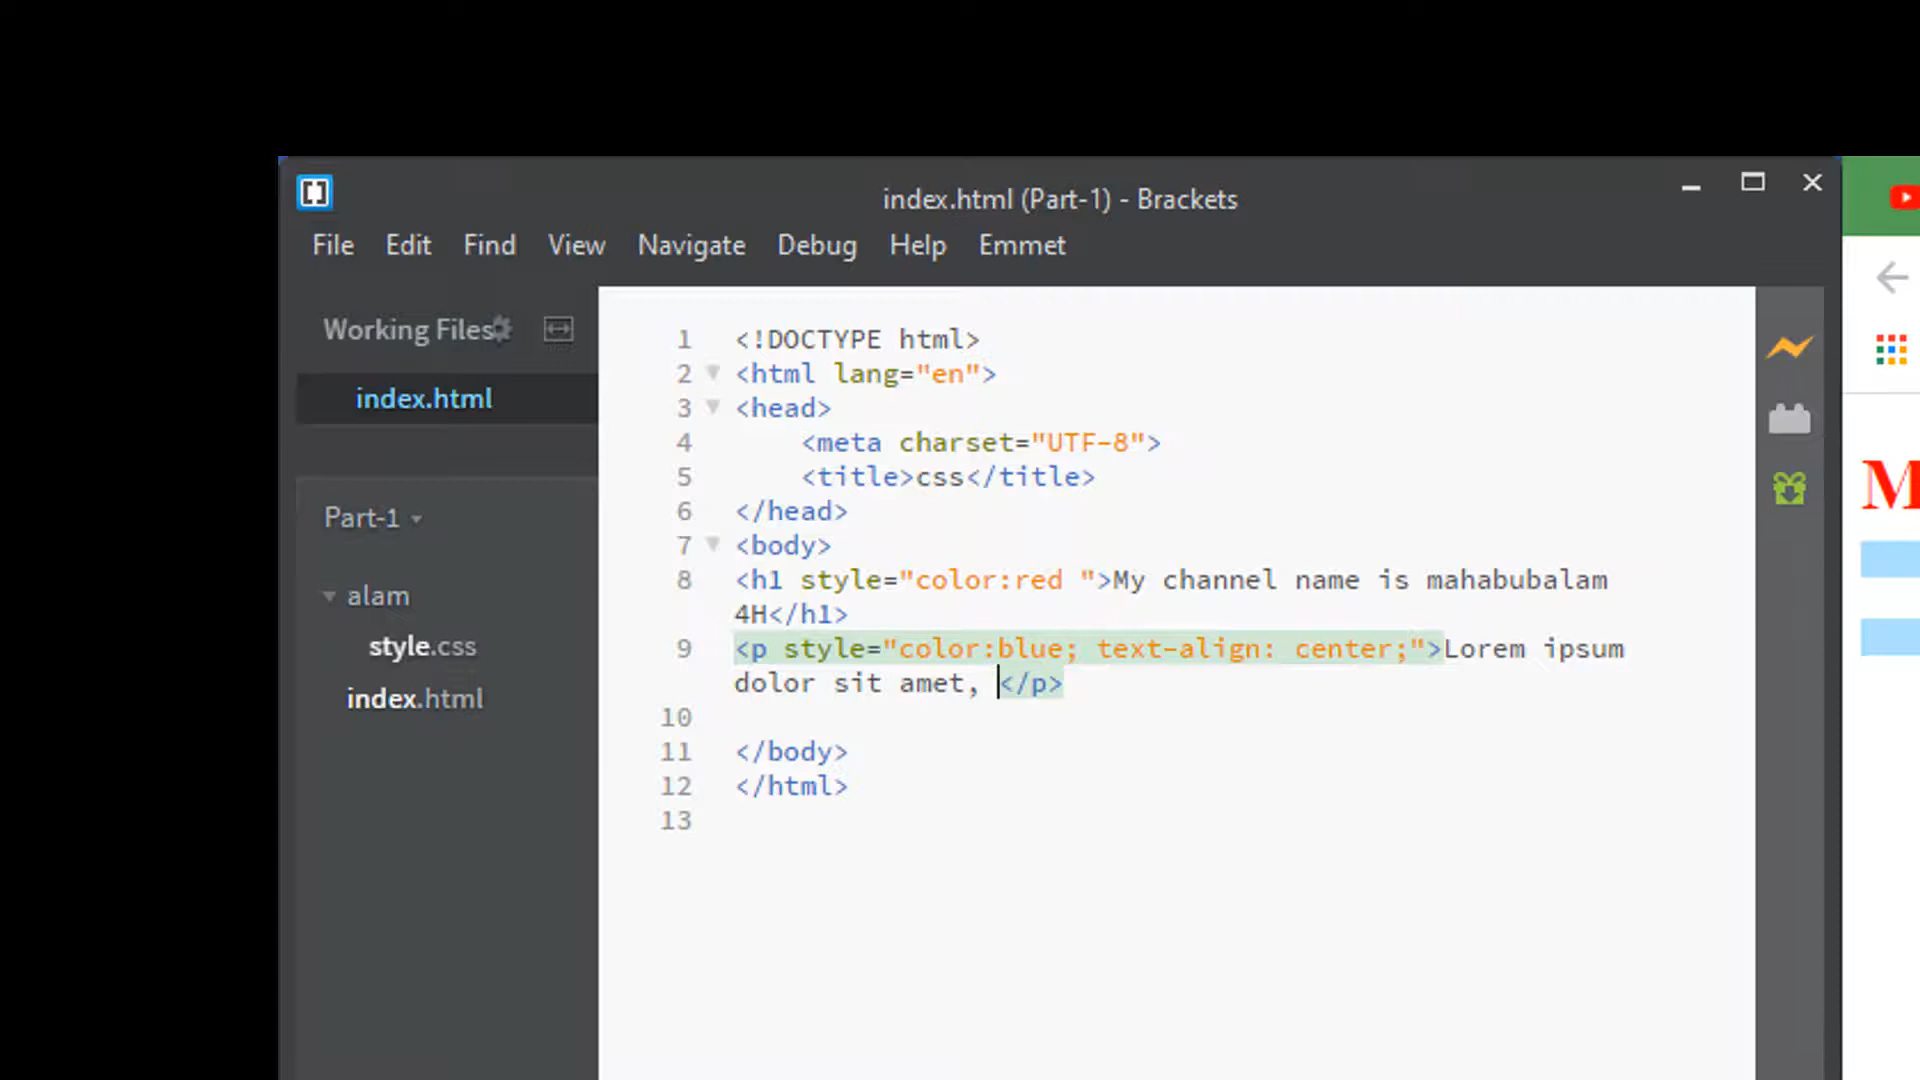 index.html (Part-1) - Brackets
File Edit Find View Navigate Debug Help Emmet
Working Files
index.html
Part-1
alam
style.css
index.html
1 <!DOCTYPE html>
2 <html lang="en">
3 <head>
4 <meta charset="UTF-8">
5 <title>css</title>
6 </head>
7 <body>
8 <h1 style="color:red ">My channel name is mahabubalam
4H</h1>
9 <p style="color:blue; text-align: center;">Lorem ipsum
dolor sit amet, </p>
10
11 </body>
12 </html>
13
M